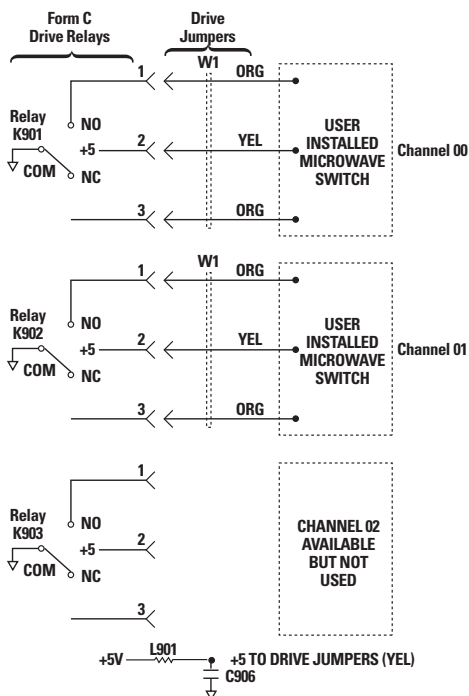 Form C
Drive Relays
Drive
Jumpers
W1
1
ORG
Relay
K901
NO
+5
2
YEL
COM
NC
3
ORG
USER
INSTALLED
MICROWAVE
SWITCH
Channel 00
W1
1
ORG
Relay
K902
NO
+5
2
YEL
COM
NC
3
ORG
USER
INSTALLED
MICROWAVE
SWITCH
Channel 01
1
Relay
K903
NO
+5
2
COM
NC
3
CHANNEL 02
AVAILABLE
BUT NOT
USED
+5V
L901
+5 TO DRIVE JUMPERS (YEL)
C906